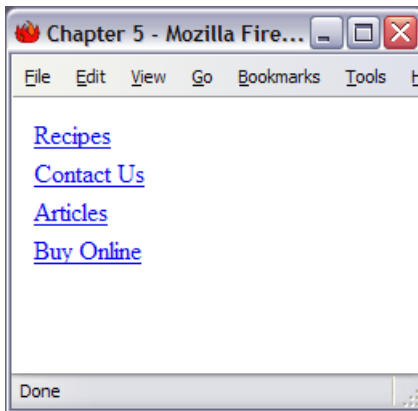 Chapter 5 - Mozilla Fire...
File Edit View Go Bookmarks Tools H
Recipes
Contact Us
Articles
Buy Online
Done